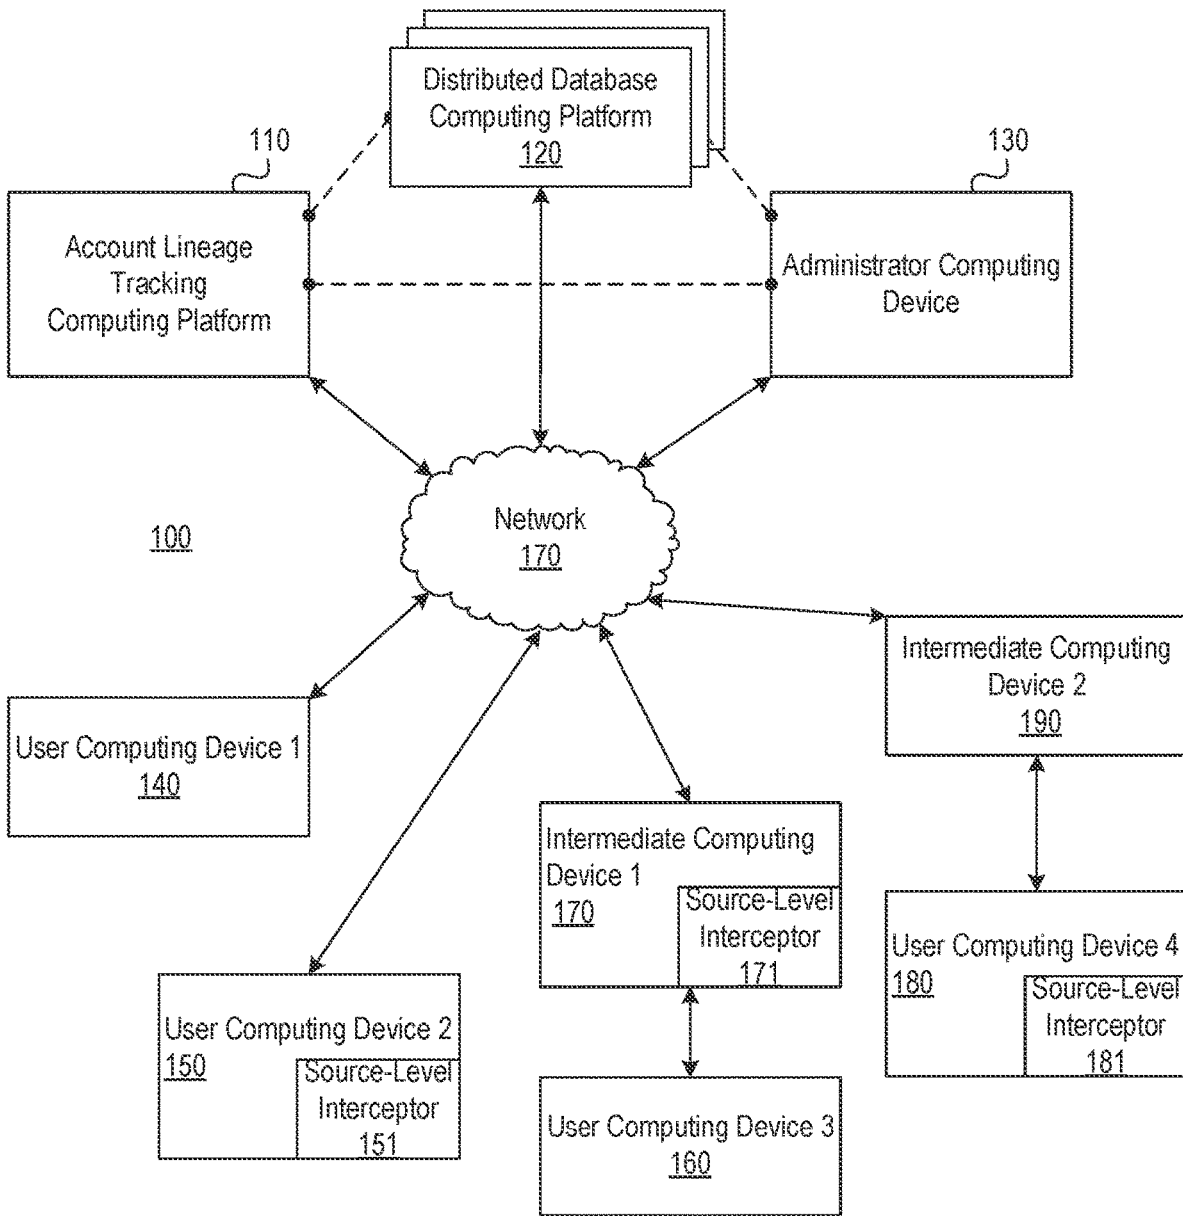 Distributed Database
Computing Platform
120
110
130
Account Lineage
Tracking
Computing Platform
Administrator Computing
Device
100
Network
170
Intermediate Computing
Device 2
190
User Computing Device 1
140
Intermediate Computing
Device 1
170
Source-Level
Interceptor
171
User Computing Device 4
180
Source-Level
Interceptor
181
User Computing Device 2
150
Source-Level
Interceptor
151
User Computing Device 3
160